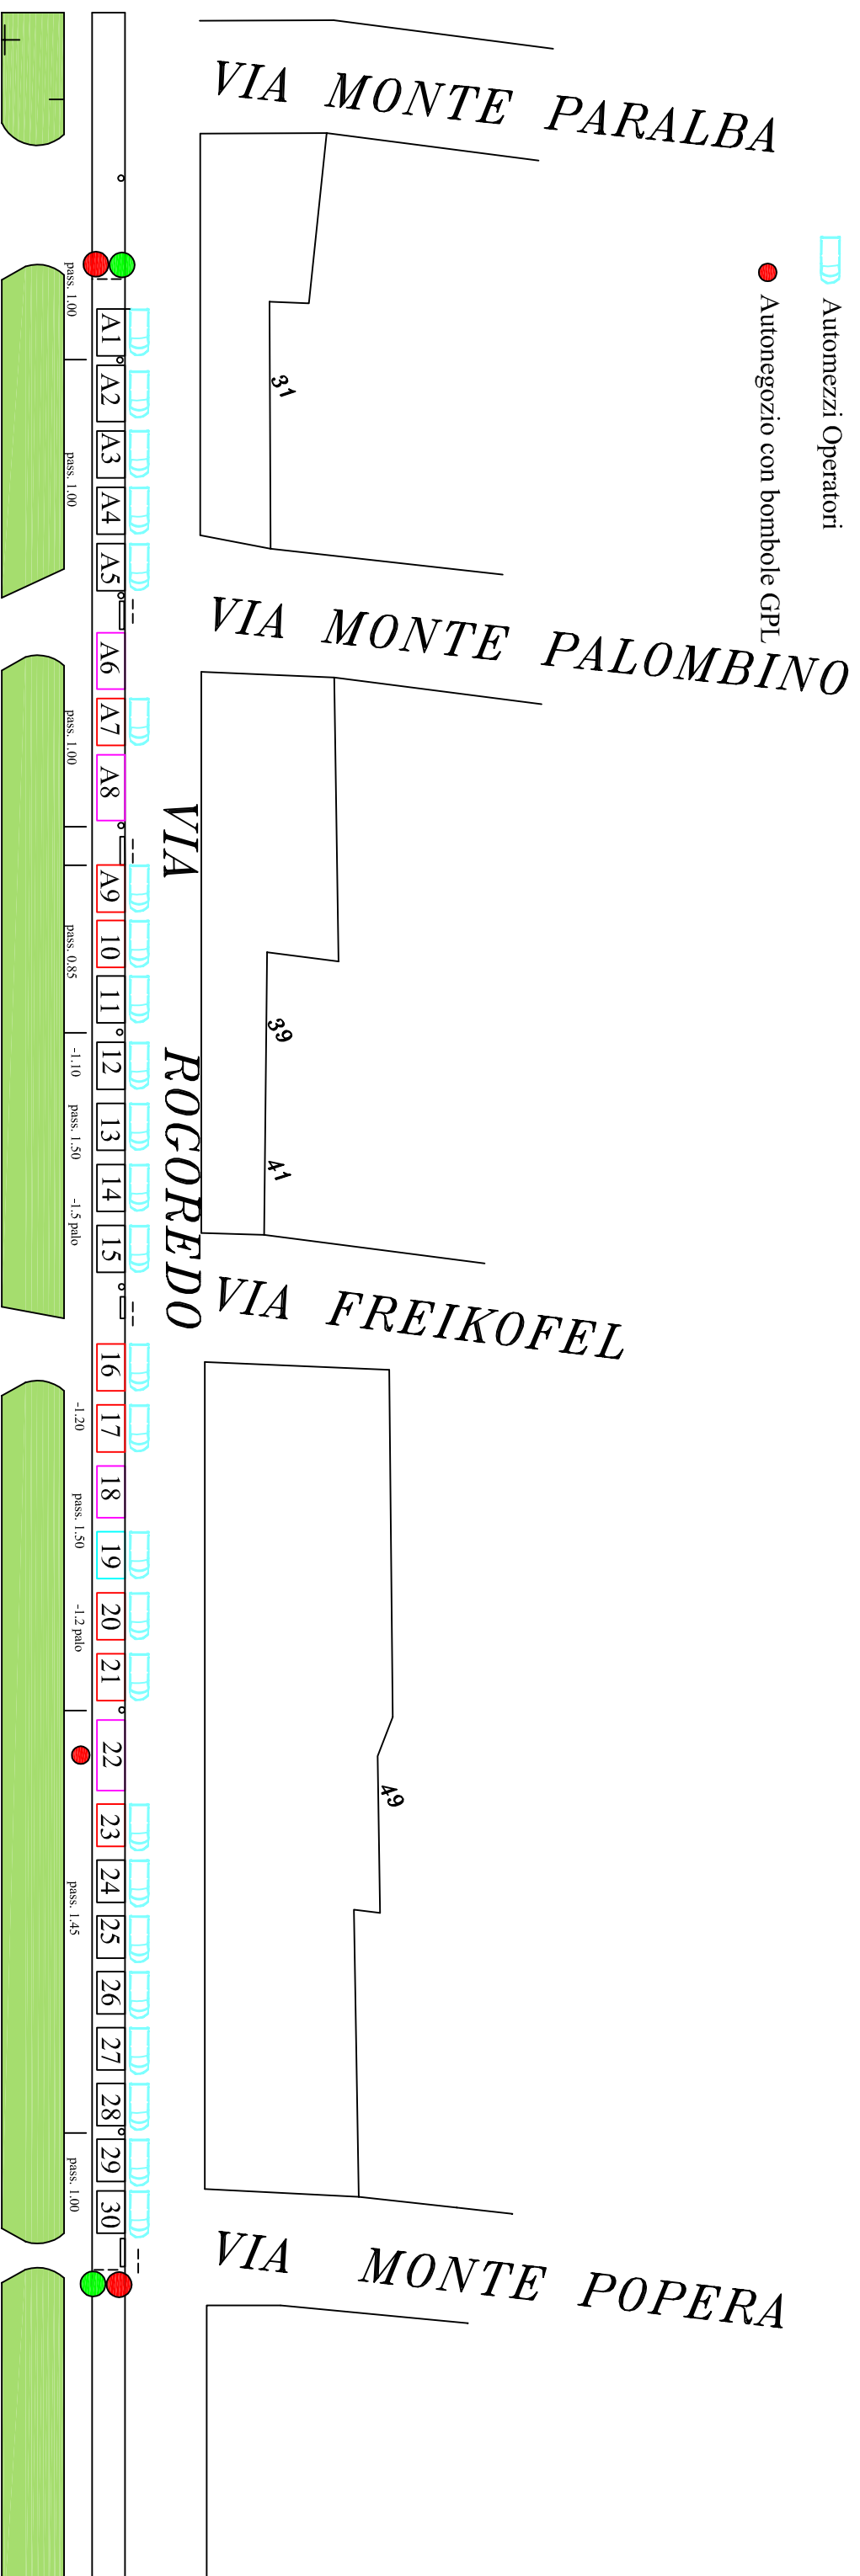 Automezzi Operatori
Autonegozio con bombole GPL
VIA MONTE PARALBA
VIA MONTE PALOMBINO
VIA FREIKOFEL
VIA MONTE POPERA
31
39
41
49
VIA ROGOREDO
A1
A2
A3
A4
A5
A6
A7
A8
A9
10
11
12
13
14
15
16
17
18
19
20
21
22
23
24
25
26
27
28
29
30
pass. 1.00
pass. 1.00
pass. 1.00
pass. 0.85
-1.10
pass. 1.50
-1.5 palo
-1.20
pass. 1.50
-1.2 palo
pass. 1.45
pass. 1.00